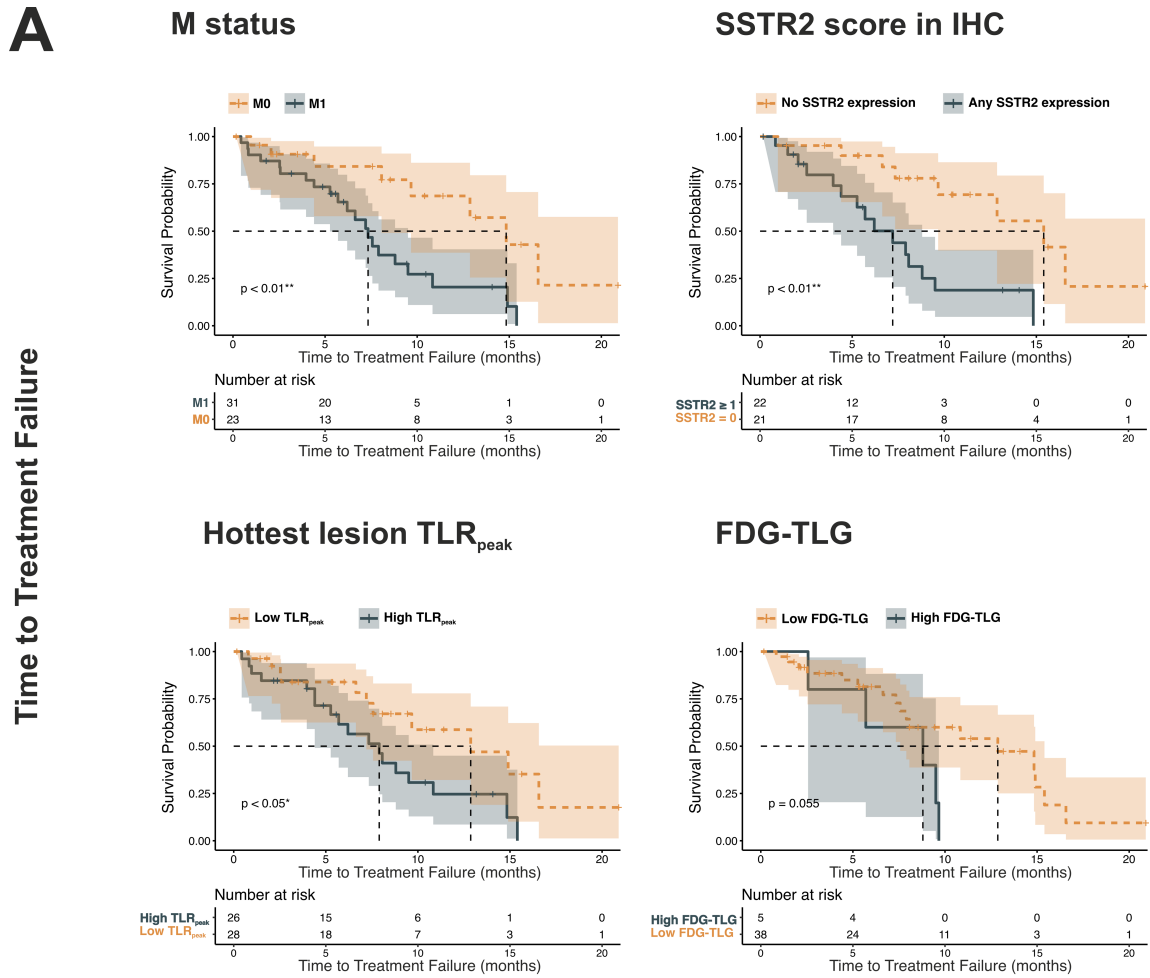 A
Time to Treatment Failure
M status
M0 M1
Survival Probability
1.00
0.75
0.50
0.25
0.00
p < 0.01**
0 5 10 15 20
Time to Treatment Failure (months)
Number at risk
M1 31 20 5 1 0
M0 23 13 8 3 1
0 5 10 15 20
Time to Treatment Failure (months)
SSTR2 score in IHC
No SSTR2 expression Any SSTR2 expression
Survival Probability
1.00
0.75
0.50
0.25
0.00
p < 0.01**
0 5 10 15 20
Time to Treatment Failure (months)
Number at risk
SSTR2 ≥ 1 22 12 3 0 0
SSTR2 = 0 21 17 8 4 1
0 5 10 15 20
Time to Treatment Failure (months)
Hottest lesion TLRpeak
Low TLRpeak High TLRpeak
Survival Probability
1.00
0.75
0.50
0.25
0.00
p < 0.05*
0 5 10 15 20
Time to Treatment Failure (months)
Number at risk
High TLRpeak 26 15 6 1 0
Low TLRpeak 28 18 7 3 1
0 5 10 15 20
Time to Treatment Failure (months)
FDG-TLG
Low FDG-TLG High FDG-TLG
Survival Probability
1.00
0.75
0.50
0.25
0.00
p = 0.055
0 5 10 15 20
Time to Treatment Failure (months)
Number at risk
High FDG-TLG 5 4 0 0 0
Low FDG-TLG 38 24 11 3 1
0 5 10 15 20
Time to Treatment Failure (months)